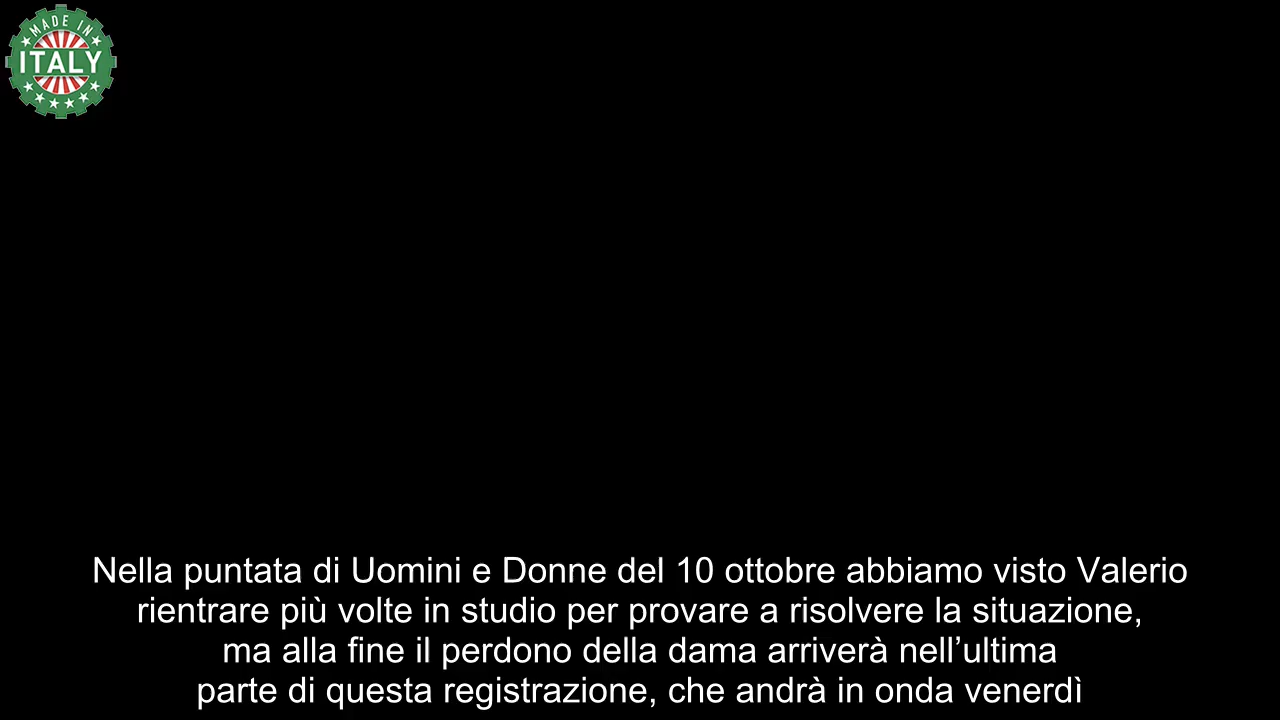 MADE IN
ITALY
Nella puntata di Uomini e Donne del 10 ottobre abbiamo visto Valerio
rientrare più volte in studio per provare a risolvere la situazione,
ma alla fine il perdono della dama arriverà nell’ultima
parte di questa registrazione, che andrà in onda venerdì